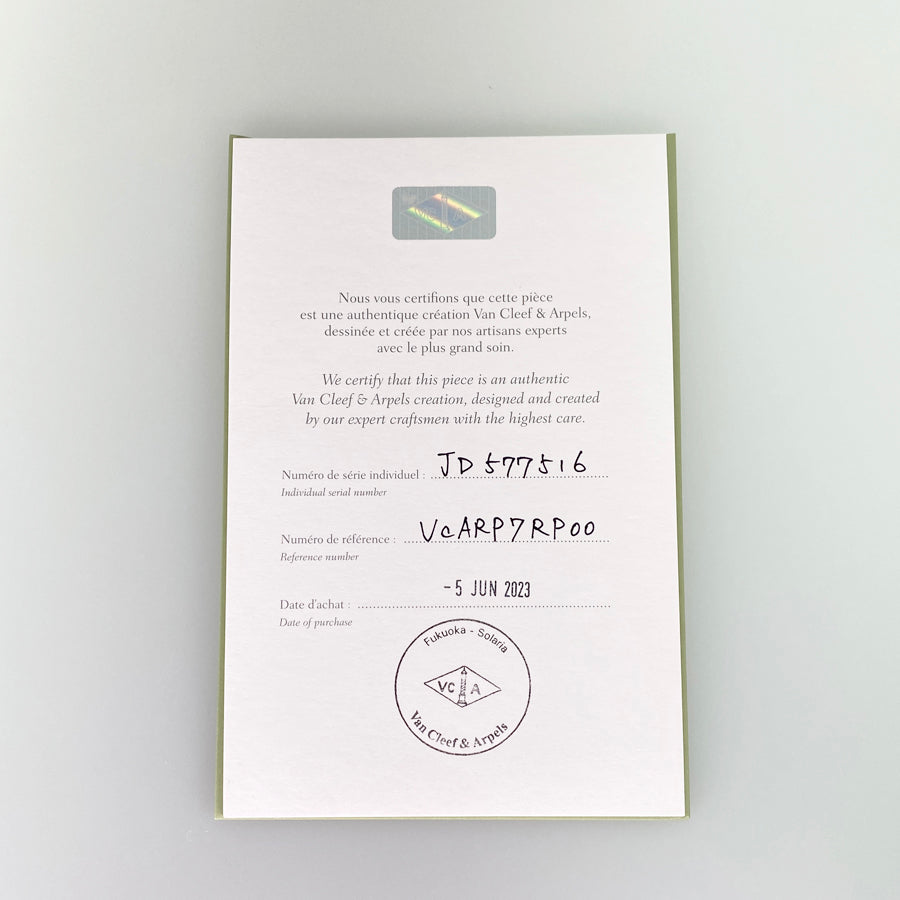 Nous vous certifions que cette pièce
est une authentique création Van Cleef & Arpels,
dessinée et créée par nos artisans experts
avec le plus grand soin.
We certify that this piece is an authentic
Van Cleef & Arpels creation, designed and created
by our expert craftsmen with the highest care.
Numéro de série individuel : JD577516
Individual serial number
Numéro de référence : VCARP7RP00
Reference number
-5 JUN 2023
Date d'achat :
Date of purchase
Fukuoka - Solaria
VC A
Van Cleef & Arpels